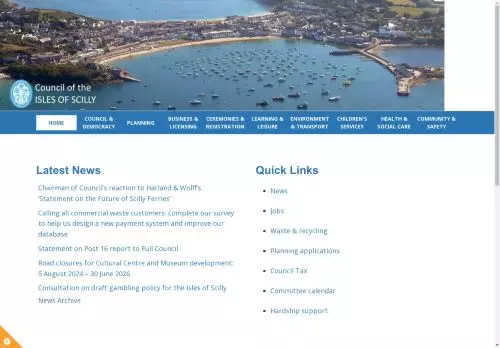 Council of the
ISLES OF SCILLY
HOME
COUNCIL &
DEMOCRACY
PLANNING
BUSINESS &
LICENSING
CEREMONIES &
REGISTRATION
LEARNING &
LEISURE
ENVIRONMENT
& TRANSPORT
CHILDREN'S
SERVICES
HEALTH &
SOCIAL CARE
COMMUNITY &
SAFETY
Latest News
Chairman of Council's reaction to Harland & Wolff's
"Statement on the Future of Scilly Ferries"
Calling all commercial waste customers: complete our survey
to help us design a new payment system and improve our
database
Statement on Post 16 report to Full Council
Road closures for Cultural Centre and Museum development:
5 August 2024 – 30 June 2026
Consultation on draft gambling policy for the Isles of Scilly
News Archive
Quick Links
News
Jobs
Waste & recycling
Planning applications
Council Tax
Committee calendar
Hardship support